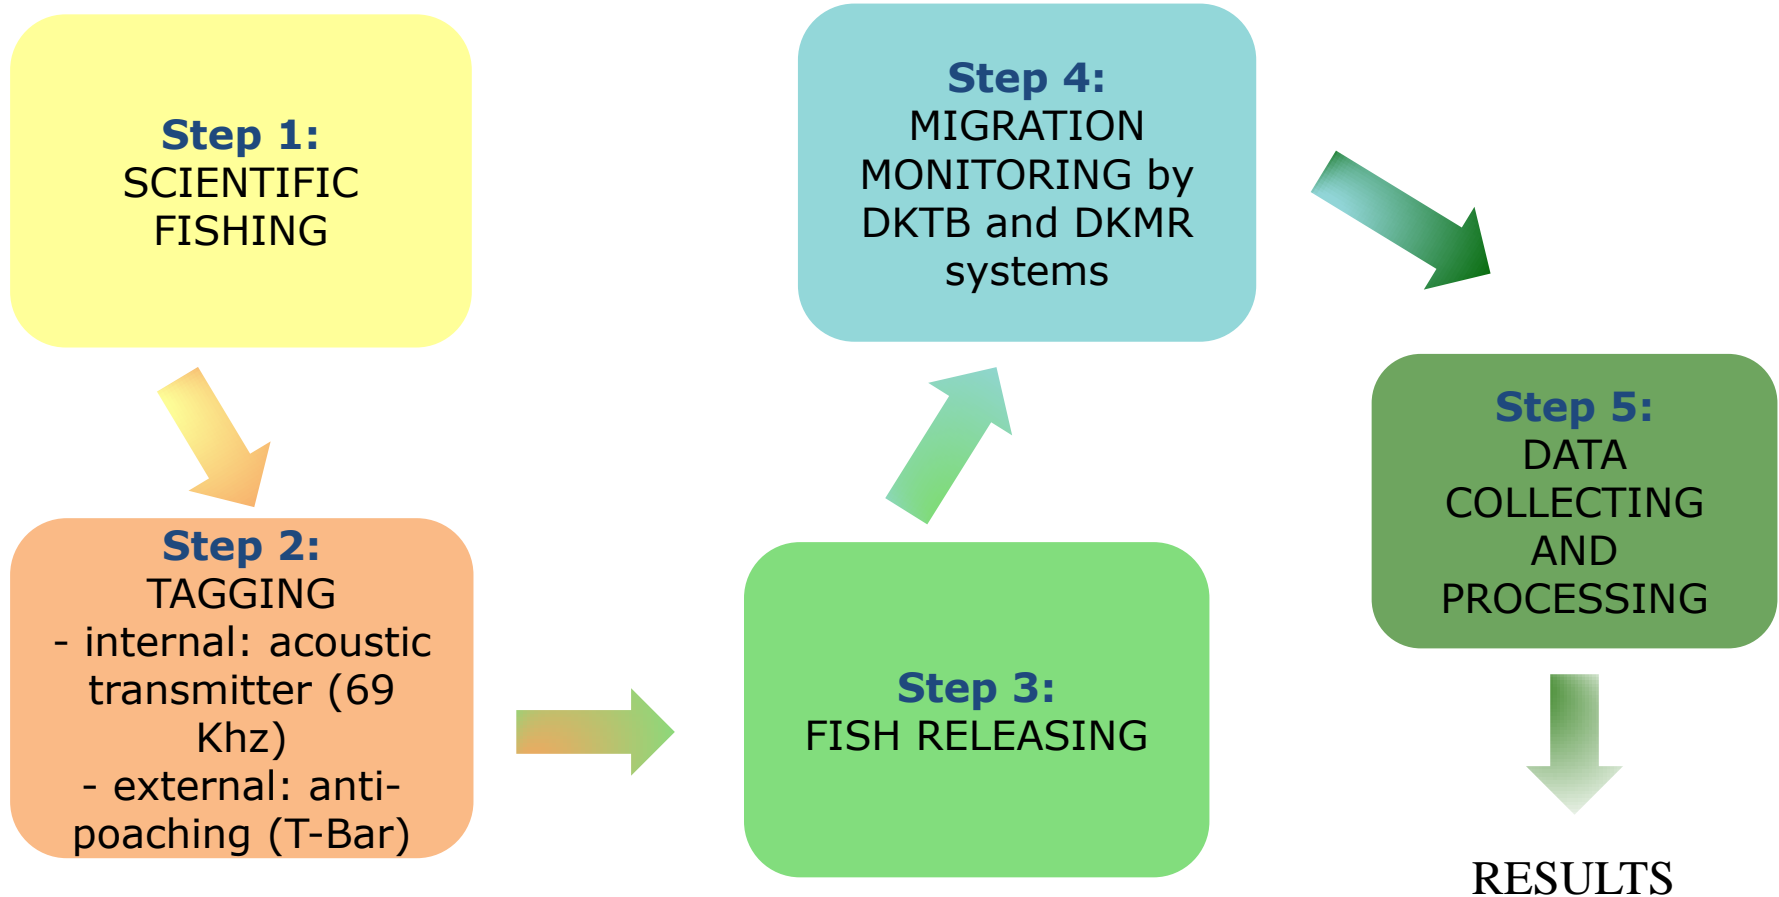 Step 1:
SCIENTIFIC
FISHING
Step 2:
TAGGING
- internal: acoustic
transmitter (69
Khz)
- external: anti-
poaching (T-Bar)
Step 3:
FISH RELEASING
Step 4:
MIGRATION
MONITORING by
DKTB and DKMR
systems
Step 5:
DATA
COLLECTING
AND
PROCESSING
RESULTS